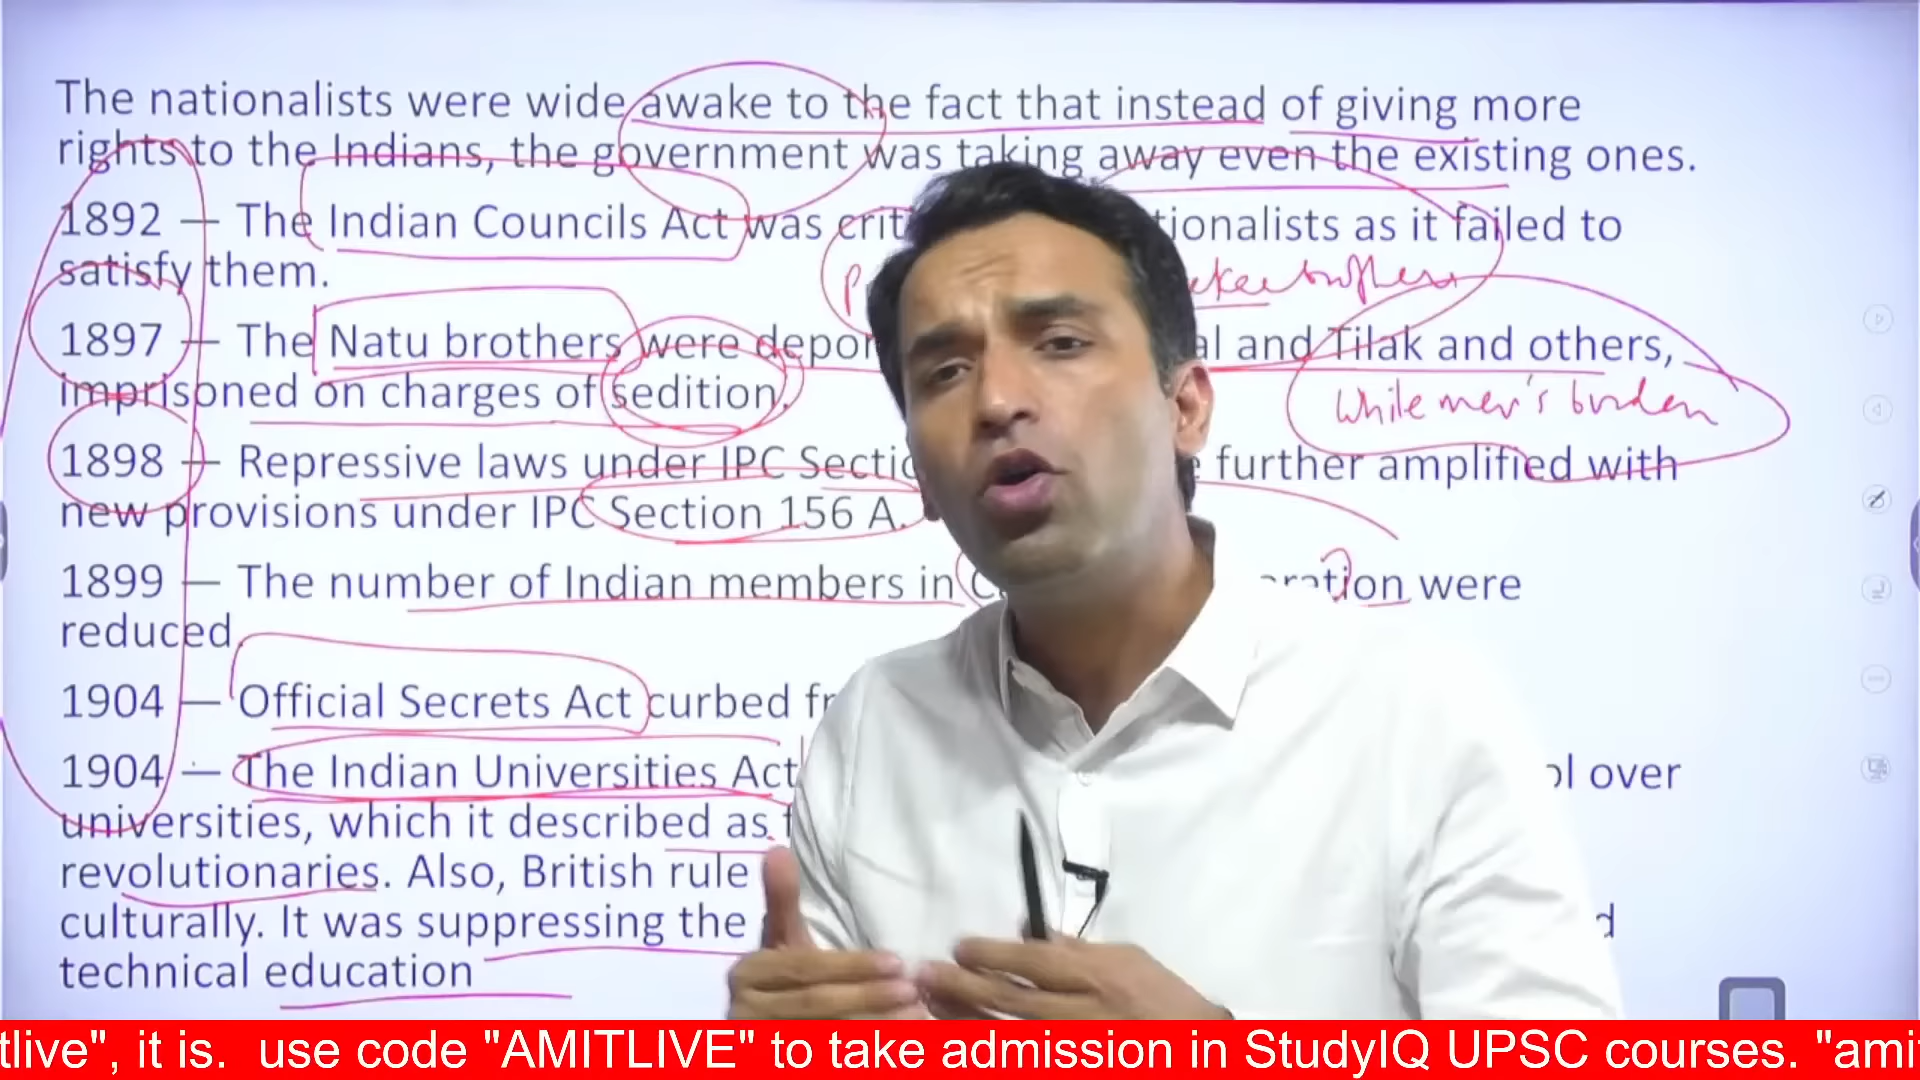 The nationalists were wide awake to the fact that instead of giving more
rights to the Indians, the government was taking away even the existing ones.
1892 — The Indian Councils Act was crit ionalists as it failed to
satisfy them.
1897 — The Natu brothers were depor al and Tilak and others,
imprisoned on charges of sedition.
White men's burden
1898 — Repressive laws under IPC Sectio further amplified with
new provisions under IPC Section 156 A.
1899 — The number of Indian members in C ration were
reduced.
1904 — Official Secrets Act curbed fr
1904 — The Indian Universities Act ol over
universities, which it described as f
revolutionaries. Also, British rule
culturally. It was suppressing the d
technical education
tlive", it is. use code "AMITLIVE" to take admission in StudyIQ UPSC courses. "ami